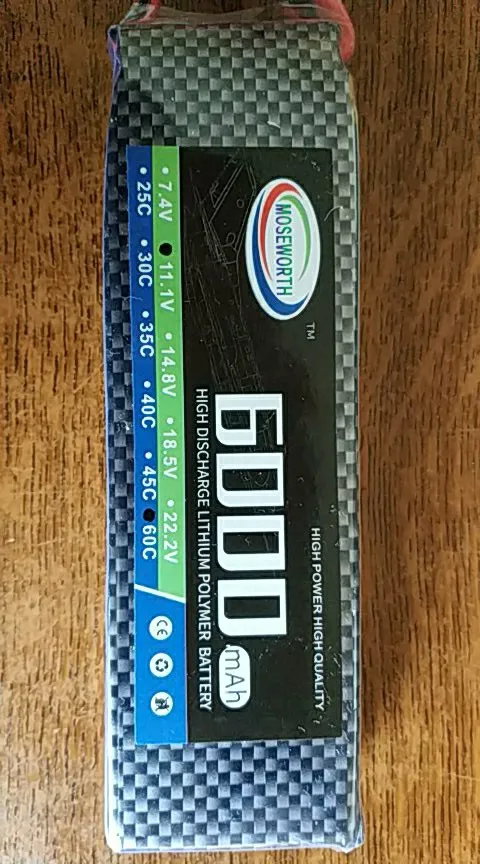 MOSEWORTH
TM
HIGH POWER HIGH QUALITY
6000 mAh
HIGH DISCHARGE LITHIUM POLYMER BATTERY
• 7.4V • 11.1V • 14.8V • 18.5V • 22.2V
• 25C • 30C • 35C • 40C • 45C • 60C
CE